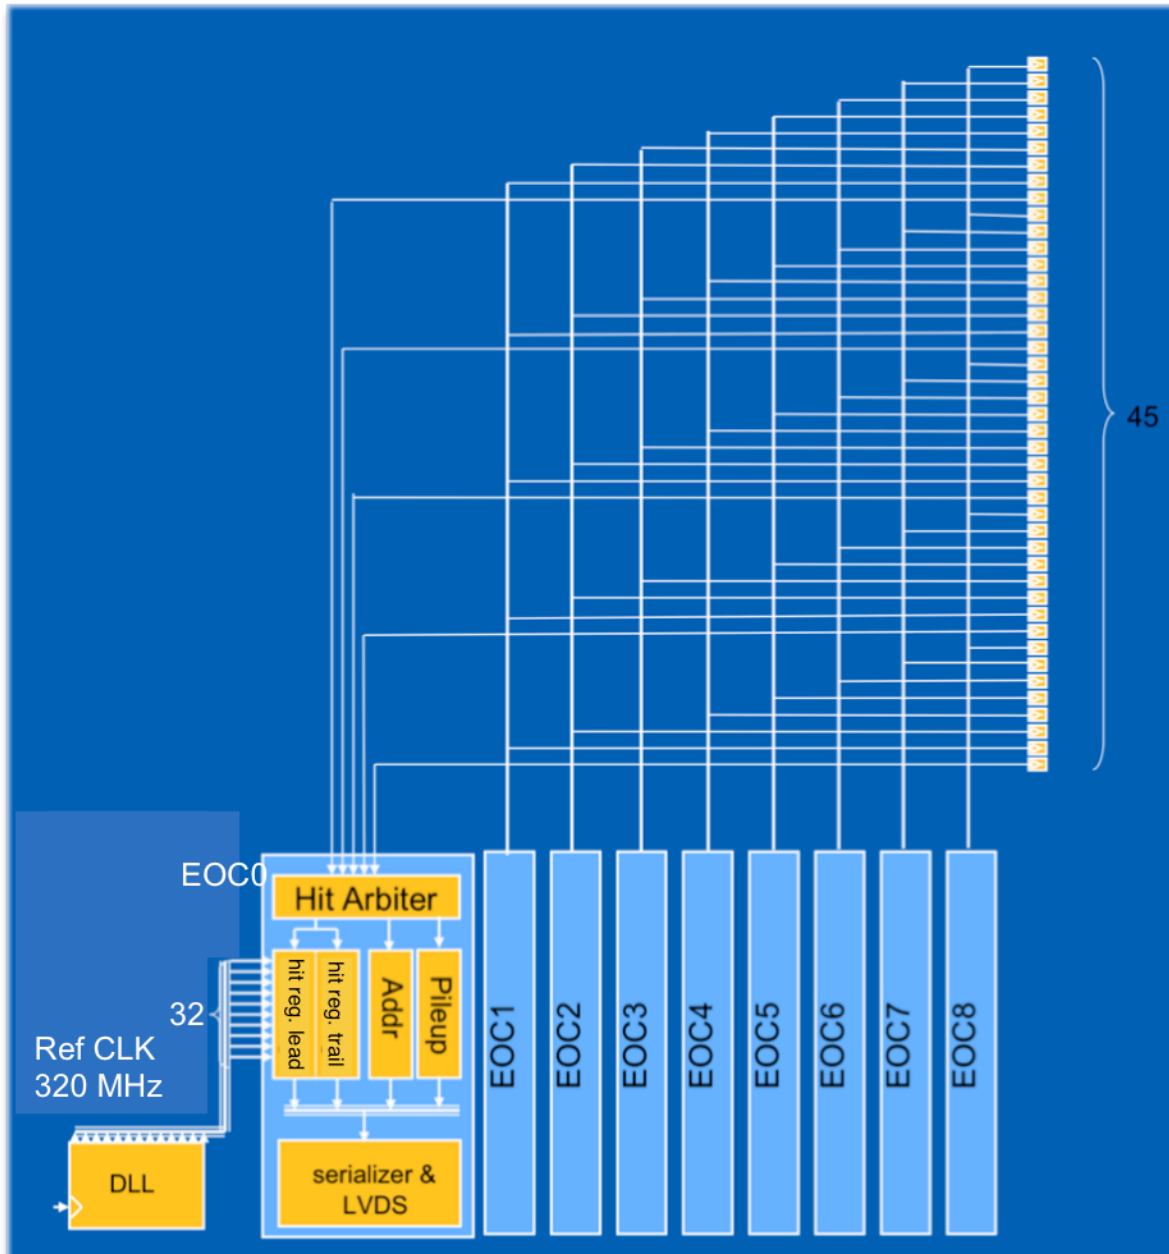 45
EOC0
Hit Arbiter
hit reg. lead
hit reg. trail
Addr
Pileup
EOC1
EOC2
EOC3
EOC4
EOC5
EOC6
EOC7
EOC8
32
Ref CLK
320 MHz
DLL
serializer &
LVDS